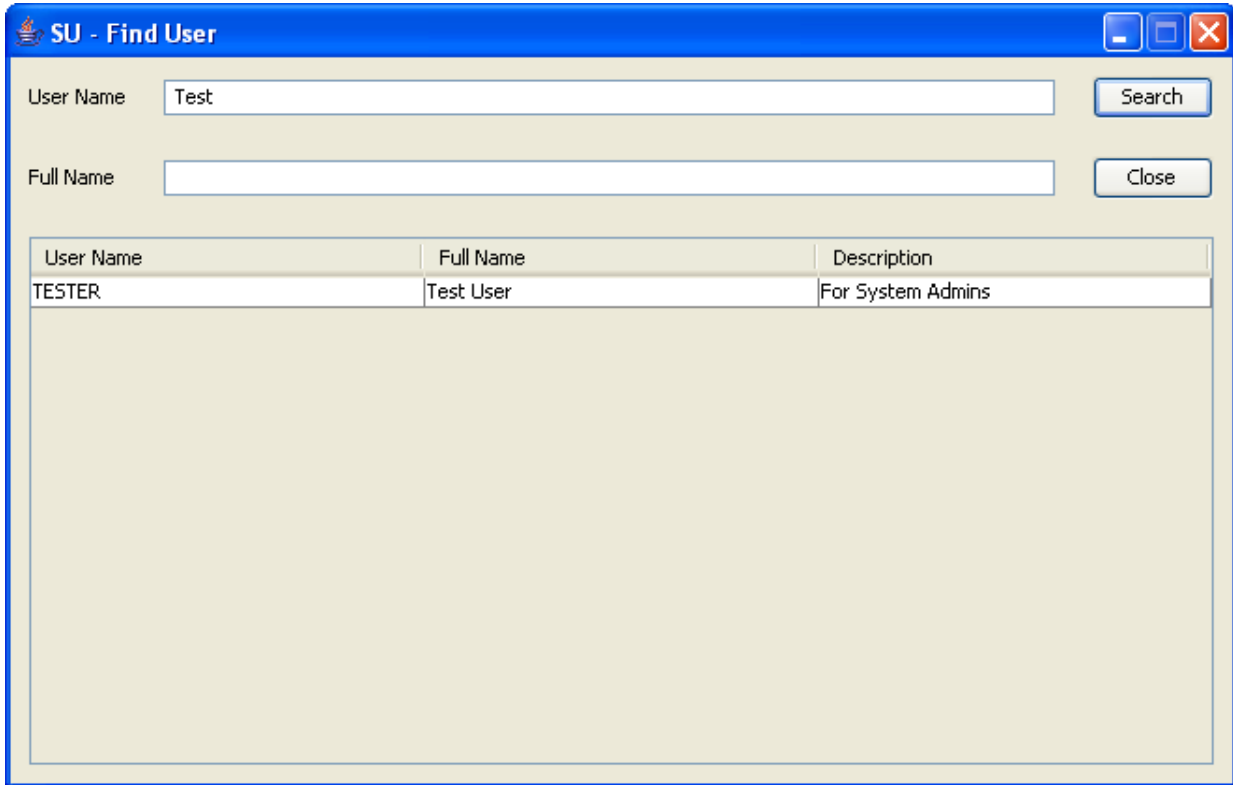 SU - Find User
User Name Test Search
Full Name Close
User Name Full Name Description
TESTER Test User For System Admins